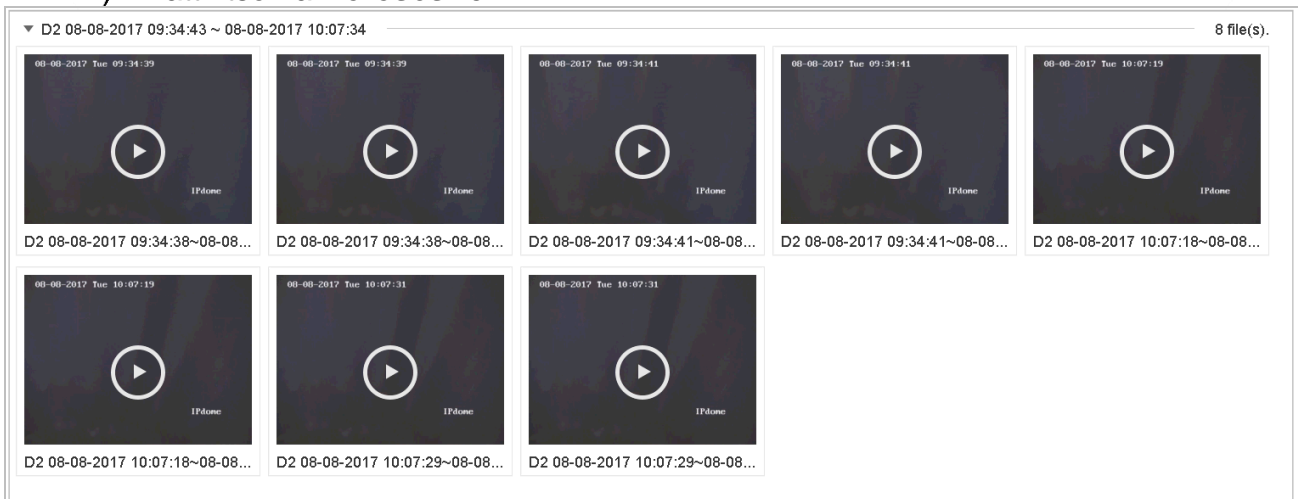 D2 08-08-2017 09:34:43 ~ 08-08-2017 10:07:34 8 file(s).
08-08-2017 Tue 09:34:39
IPdome
D2 08-08-2017 09:34:38~08-08...
08-08-2017 Tue 09:34:39
IPdome
D2 08-08-2017 09:34:38~08-08...
08-08-2017 Tue 09:34:41
IPdome
D2 08-08-2017 09:34:41~08-08...
08-08-2017 Tue 09:34:41
IPdome
D2 08-08-2017 09:34:41~08-08...
08-08-2017 Tue 10:07:19
IPdome
D2 08-08-2017 10:07:18~08-08...
08-08-2017 Tue 10:07:19
IPdome
D2 08-08-2017 10:07:18~08-08...
08-08-2017 Tue 10:07:31
IPdome
D2 08-08-2017 10:07:29~08-08...
08-08-2017 Tue 10:07:31
IPdome
D2 08-08-2017 10:07:29~08-08...